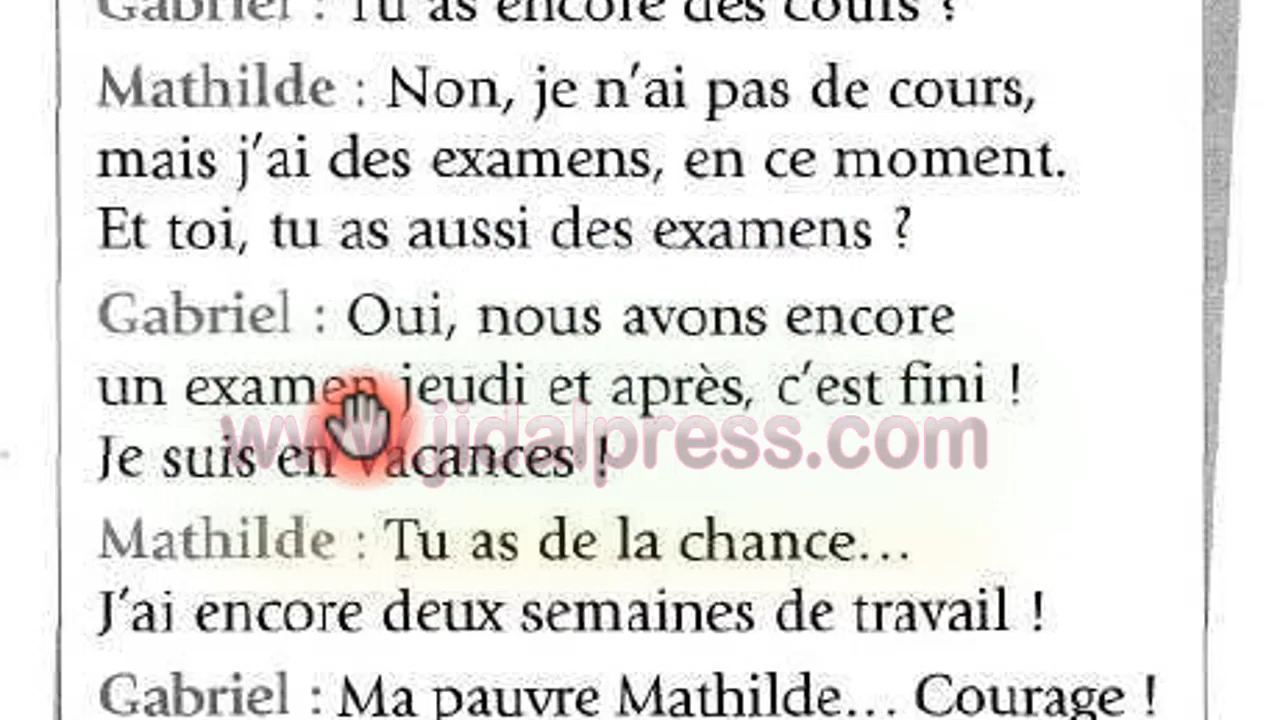 Gabriel : Tu as encore des cours ?
Mathilde : Non, je n'ai pas de cours,
mais j'ai des examens, en ce moment.
Et toi, tu as aussi des examens ?
Gabriel : Oui, nous avons encore
un examen jeudi et après, c'est fini !
www.jidalpress.com
Je suis en vacances !
Mathilde : Tu as de la chance...
J'ai encore deux semaines de travail !
Gabriel : Ma pauvre Mathilde... Courage !